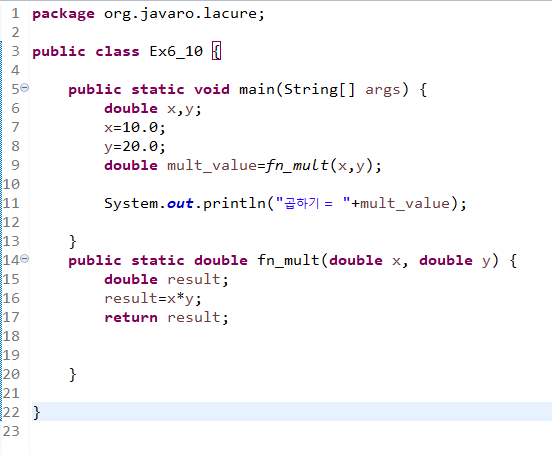 1 package org.javaro.lacure;
2
3 public class Ex6_10 {
4
5 public static void main(String[] args) {
6 double x,y;
7 x=10.0;
8 y=20.0;
9 double mult_value=fn_mult(x,y);
10
11 System.out.println("곱하기 = "+mult_value);
12
13 }
14 public static double fn_mult(double x, double y) {
15 double result;
16 result=x*y;
17 return result;
18
19
20 }
21
22 }
23